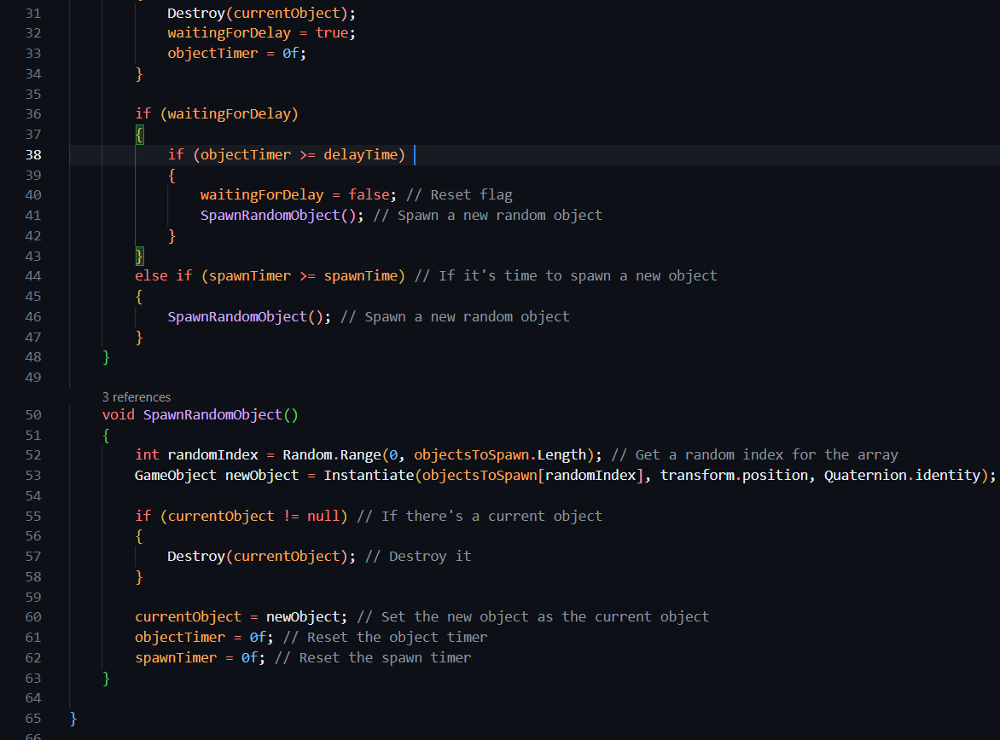 31 Destroy(currentObject);
32 waitingForDelay = true;
33 objectTimer = 0f;
34 }
35
36 if (waitingForDelay)
37 {
38 if (objectTimer >= delayTime)
39 {
40 waitingForDelay = false; // Reset flag
41 SpawnRandomObject(); // Spawn a new random object
42 }
43 }
44 else if (spawnTimer >= spawnTime) // If it's time to spawn a new object
45 {
46 SpawnRandomObject(); // Spawn a new random object
47 }
48 }
49
3 references
50 void SpawnRandomObject()
51 {
52 int randomIndex = Random.Range(0, objectsToSpawn.Length); // Get a random index for the array
53 GameObject newObject = Instantiate(objectsToSpawn[randomIndex], transform.position, Quaternion.identity);
54
55 if (currentObject != null) // If there's a current object
56 {
57 Destroy(currentObject); // Destroy it
58 }
59
60 currentObject = newObject; // Set the new object as the current object
61 objectTimer = 0f; // Reset the object timer
62 spawnTimer = 0f; // Reset the spawn timer
63 }
64
65 }
66